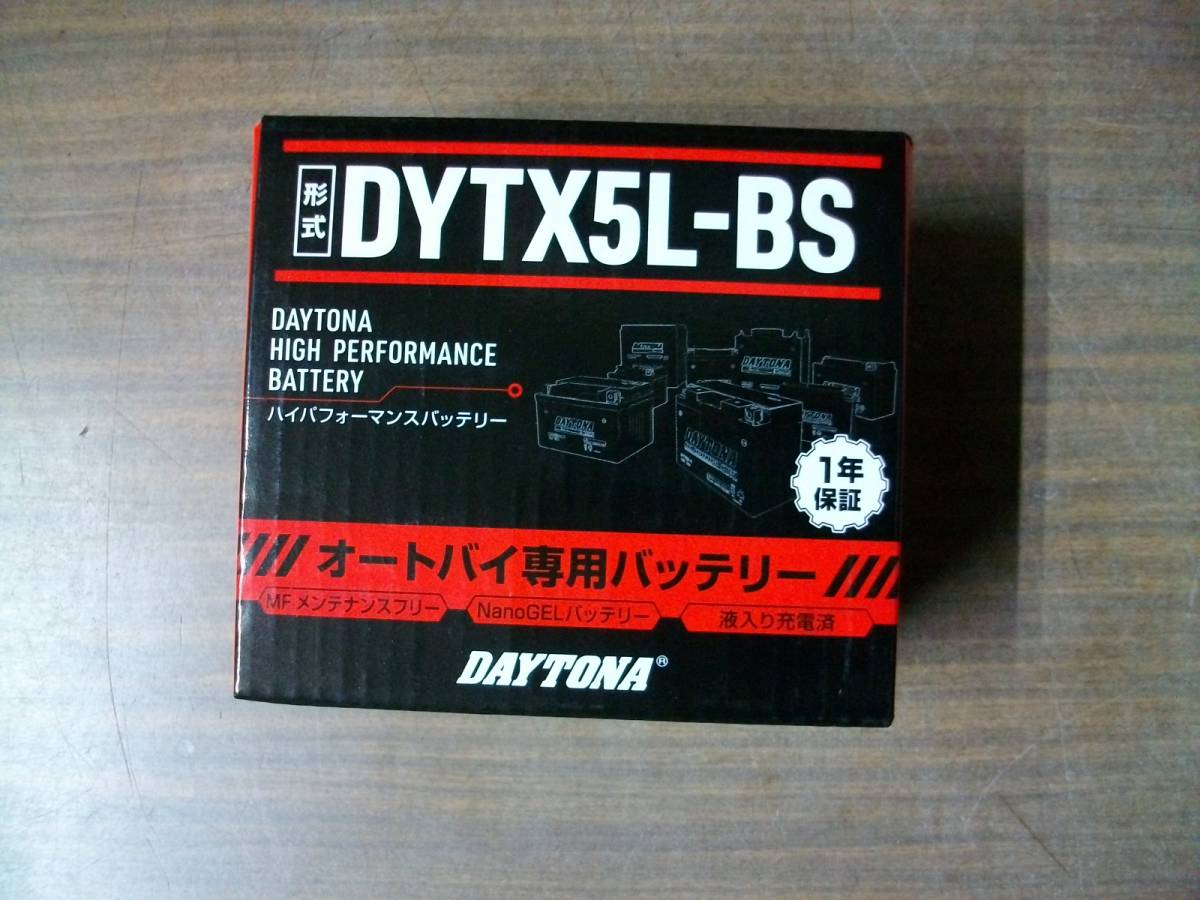 形式
DYTX5L-BS
DAYTONA
HIGH PERFORMANCE
BATTERY
ハイパフォーマンスバッテリー
DAYTONA
DAYTONA
DAYTONA
1年
保証
オートバイ専用バッテリー
MF メンテナンスフリー
NanoGELバッテリー
液入り充電済
DAYTONA®